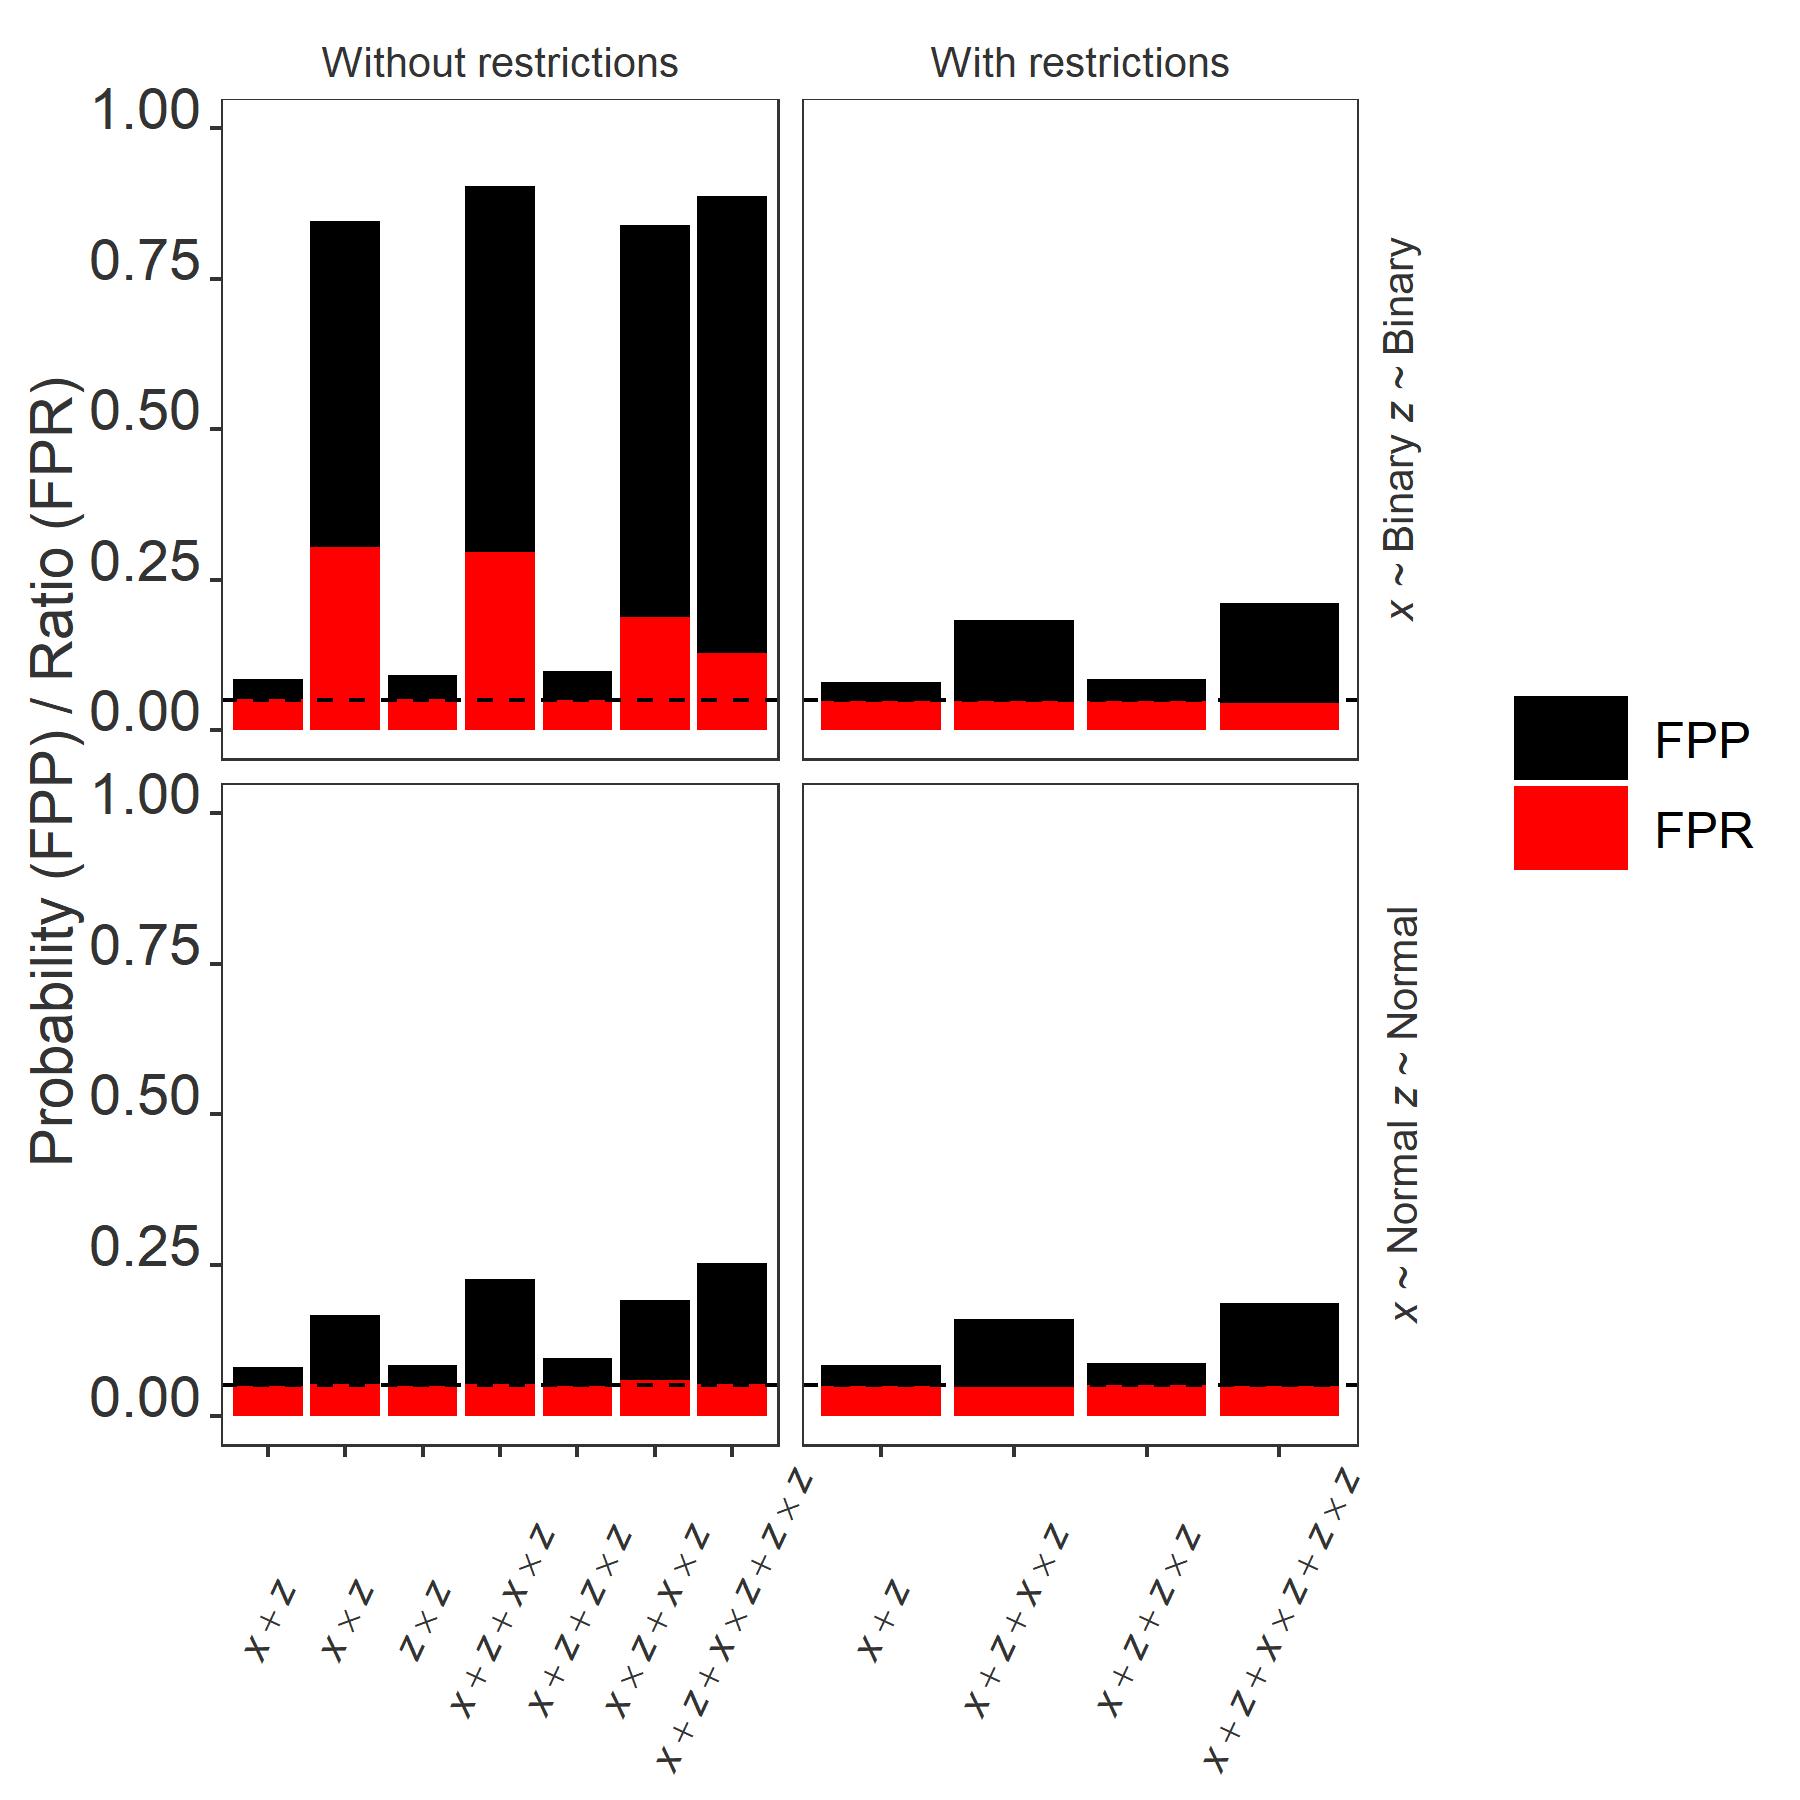 Without restrictions
With restrictions
Probability (FPP) / Ratio (FPR)
1.00
0.75
0.50
0.25
0.00
x ~ Binary z ~ Binary
1.00
0.75
0.50
0.25
0.00
x ~ Normal z ~ Normal
x + z
x × z
z × z
x + z + x × z
x + z + z × z
x × z + x × z
x + z + x × z + z × z
x + z
x + z + x × z
x + z + z × z
x + z + x × z + z × z
FPP
FPR